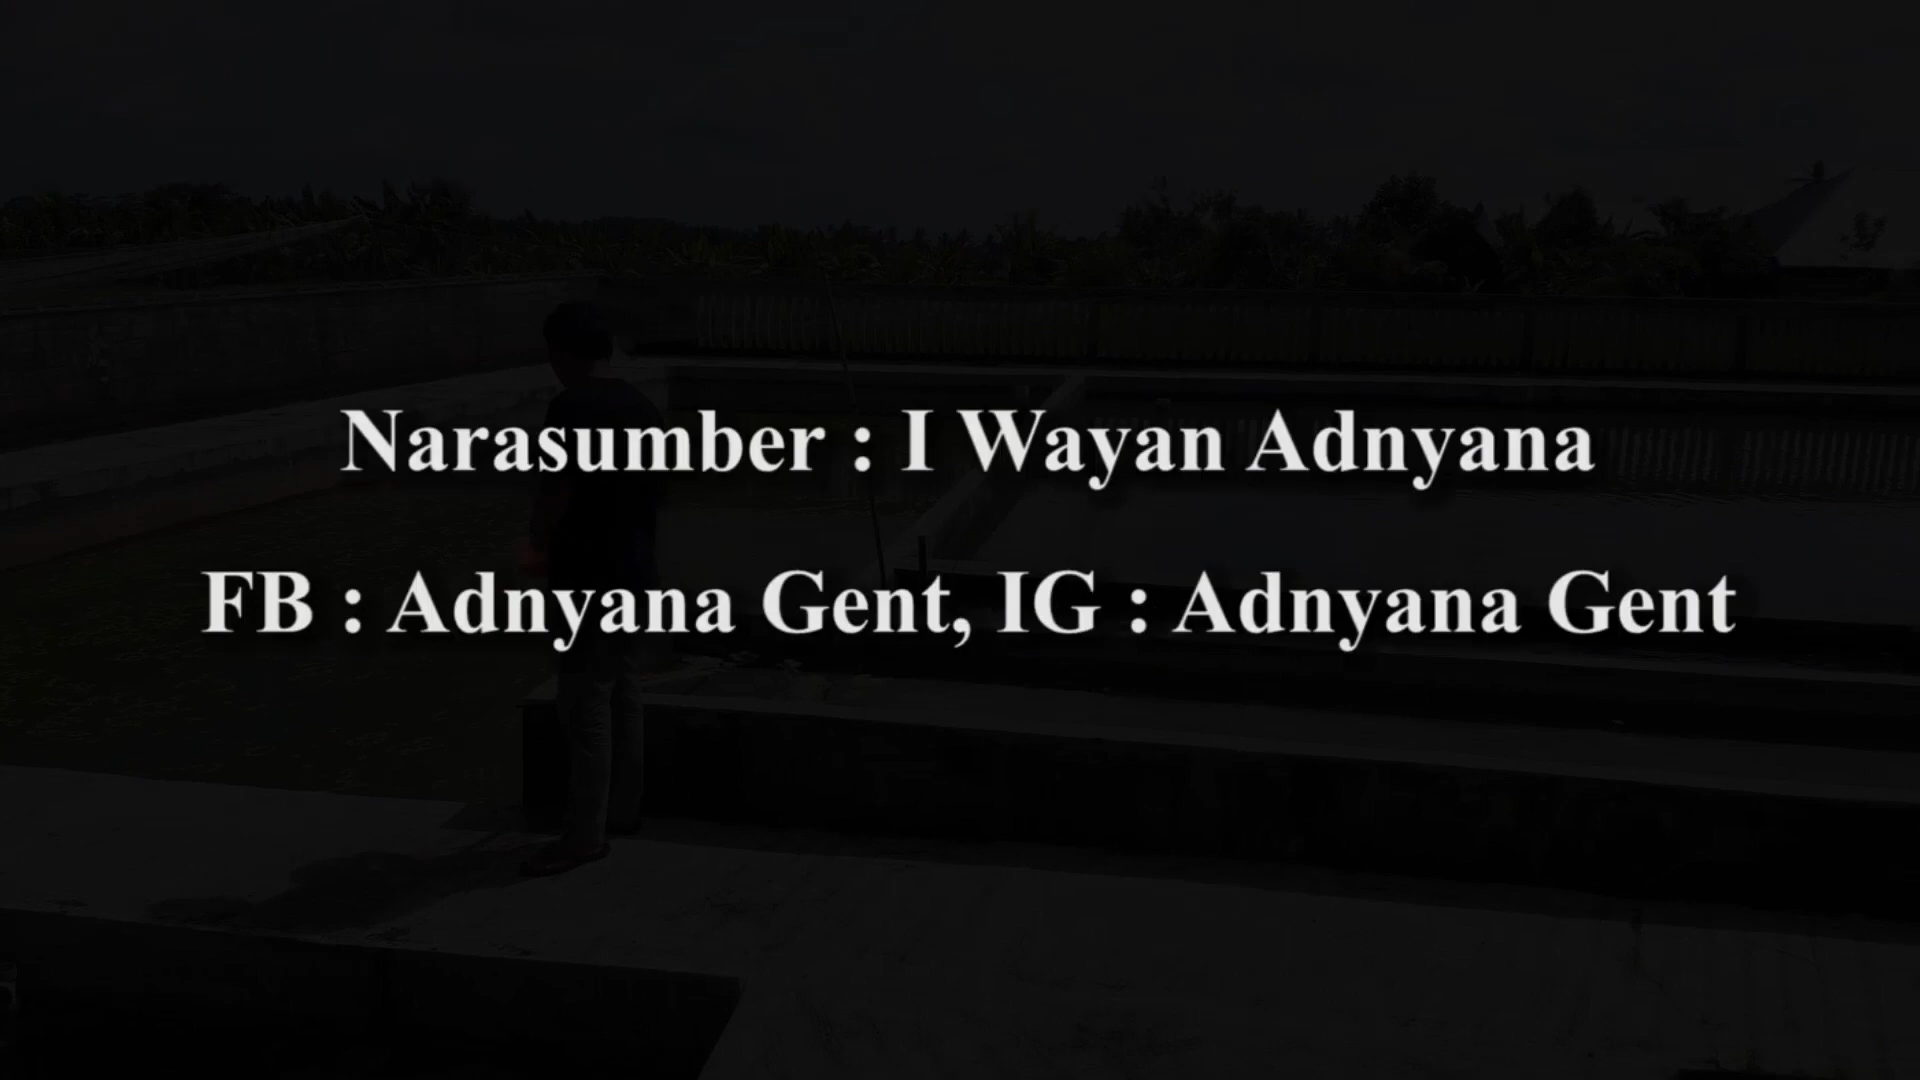 Narasumber : I Wayan Adnyana
FB : Adnyana Gent, IG : Adnyana Gent